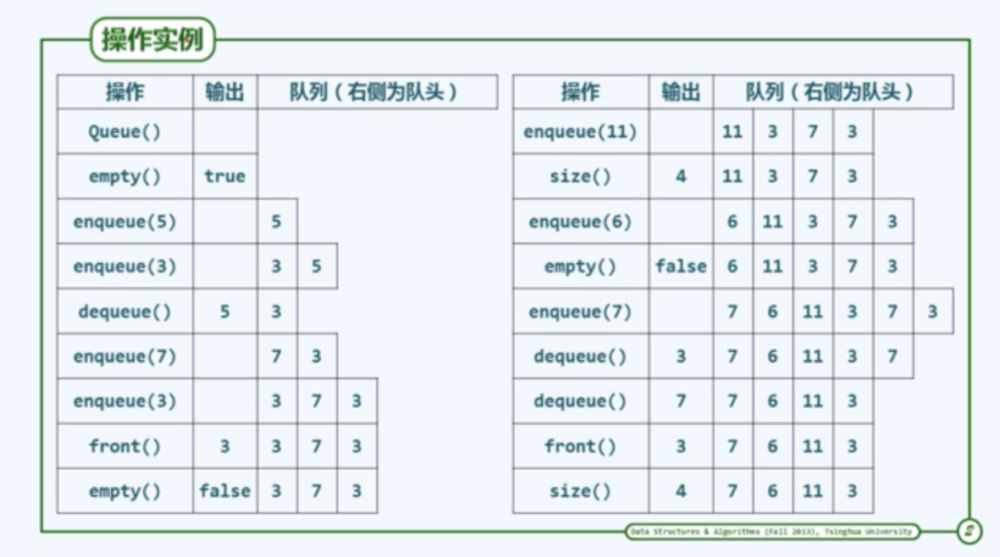 操作实例
操作 输出 队列（右侧为队头）
Queue()
empty() true
enqueue(5) 5
enqueue(3) 3 5
dequeue() 5 3
enqueue(7) 7 3
enqueue(3) 3 7 3
front() 3 3 7 3
empty() false 3 7 3
操作 输出 队列（右侧为队头）
enqueue(11) 11 3 7 3
size() 4 11 3 7 3
enqueue(6) 6 11 3 7 3
empty() false 6 11 3 7 3
enqueue(7) 7 6 11 3 7 3
dequeue() 3 7 6 11 3 7
dequeue() 7 7 6 11 3
front() 3 7 6 11 3
size() 4 7 6 11 3
Data Structures & Algorithms (Fall 2013), Tsinghua University
2